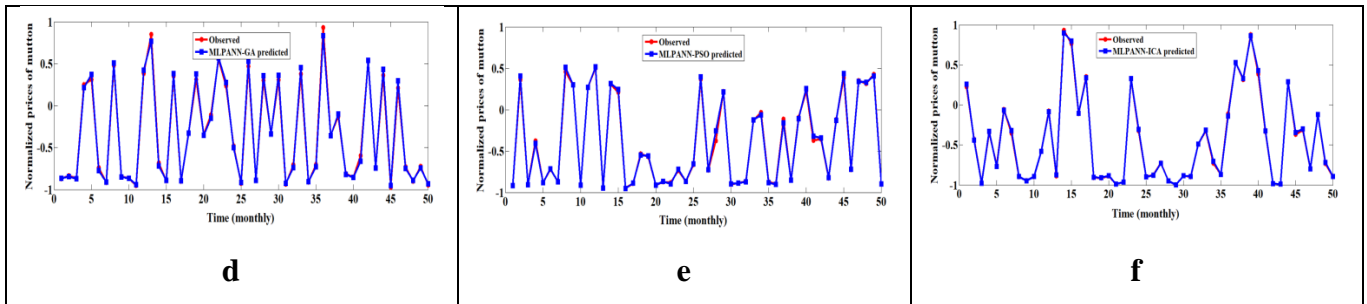 Normalized prices of mutton
1
0.5
0
-0.5
-1
Observed
MLPANN-GA predicted
0 5 10 15 20 25 30 35 40 45 50
Time (monthly)
d
Normalized prices of mutton
1
0.5
0
-0.5
-1
Observed
MLPANN-PSO predicted
0 5 10 15 20 25 30 35 40 45 50
Time (monthly)
e
Normalized prices of mutton
1
0.5
0
-0.5
-1
Observed
MLPANN-ICA predicted
0 5 10 15 20 25 30 35 40 45 50
Time (monthly)
f